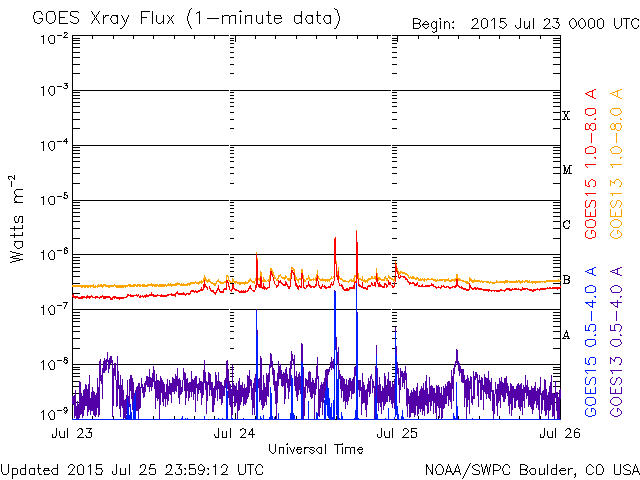 GOES Xray Flux (1-minute data)
Begin: 2015 Jul 23 0000 UTC
Watts m-2
10-2
10-3
10-4
10-5
10-6
10-7
10-8
10-9
X
M
C
B
A
GOES15 1.0-8.0 A
GOES13 1.0-8.0 A
GOES15 0.5-4.0 A
GOES13 0.5-4.0 A
Jul 23
Jul 24
Jul 25
Jul 26
Universal Time
Updated 2015 Jul 25 23:59:12 UTC
NOAA/SWPC Boulder, CO USA